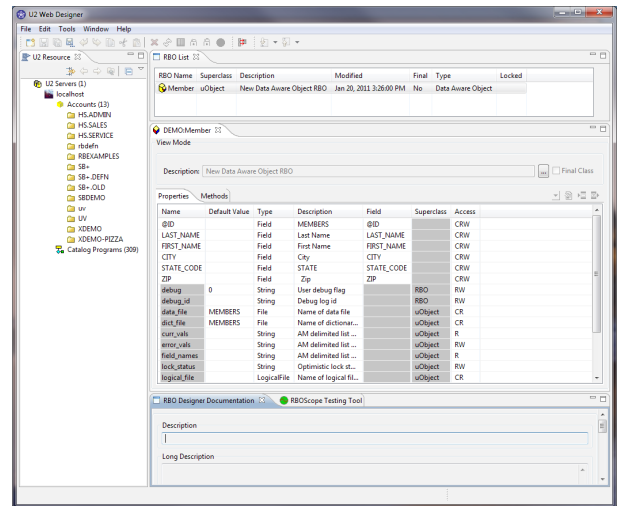 U2 Web Designer
File Edit Tools Window Help
U2 Resource
U2 Servers (1)
localhost
Accounts (13)
HS.ADMIN
HS.SALES
HS.SERVICE
rbdefn
RBEXAMPLES
SB+
SB+.DEFN
SB+.OLD
SBDEMO
uv
UV
XDEMO
XDEMO-PIZZA
Catalog Programs (309)
RBO List
RBO Name Superclass Description Modified Final Type Locked
Member uObject New Data Aware Object RBO Jan 20, 2011 3:26:00 PM No Data Aware Object
DEMO:Member
View Mode
Description: New Data Aware Object RBO ... Final Class
Properties Methods
Name Default Value Type Description Field Superclass Access
@ID Field MEMBERS @ID CRW
LAST_NAME Field Last Name LAST_NAME CRW
FIRST_NAME Field First Name FIRST_NAME CRW
CITY Field City CITY CRW
STATE_CODE Field STATE STATE_CODE CRW
ZIP Field Zip ZIP CRW
debug 0 String User debug flag RBO RW
debug_id String Debug log id RBO RW
data_file MEMBERS File Name of data file uObject CR
dict_file MEMBERS File Name of dictionar... uObject CR
curr_vals String AM delimited list ... uObject R
error_vals String AM delimited list ... uObject RW
field_names String AM delimited list ... uObject R
lock_status String Optimistic lock st... uObject RW
logical_file LogicalFile Name of logical fil... uObject CR
RBO Designer Documentation RBOScope Testing Tool
Description
Long Description